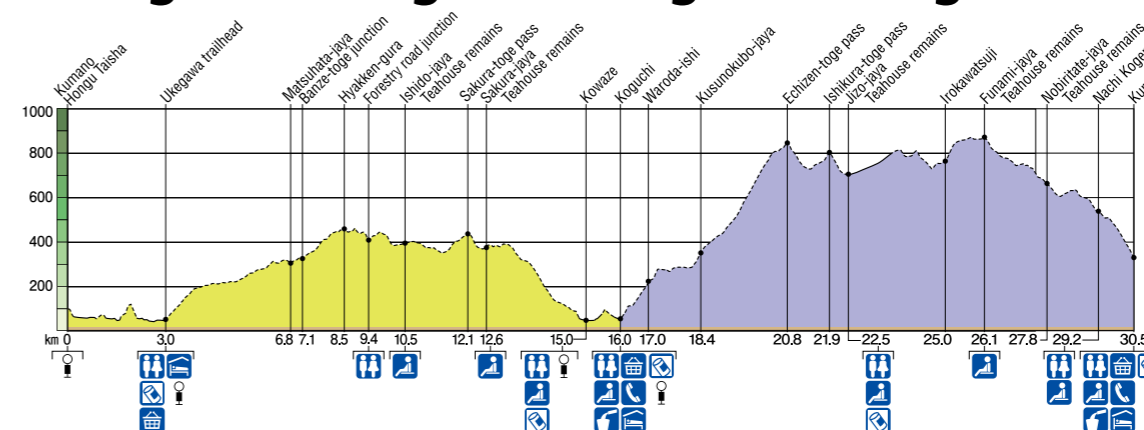 Kumano
Hongu Taisha
Ukegawa trailhead
Matsuhata-jaya
Banze-toge junction
Hyakken-gura
Forestry road junction
Ishido-jaya
Teahouse remains
Sakura-toge pass
Sakura-jaya
Teahouse remains
Kowaze
Koguchi
Waroda-ishi
Kusunokubo-jaya
Echizen-toge pass
Ishikura-toge pass
Jizo-jaya
Teahouse remains
Irokawatsuji
Funami-jaya
Teahouse remains
Nobiritate-jaya
Teahouse remains
Nachi Kog
Ku
1000
800
600
400
200
km 0 3.0 6.8 7.1 8.5 9.4 10.5 12.1 12.6 15.0 16.0 17.0 18.4 20.8 21.9 22.5 25.0 26.1 27.8 29.2 30.5